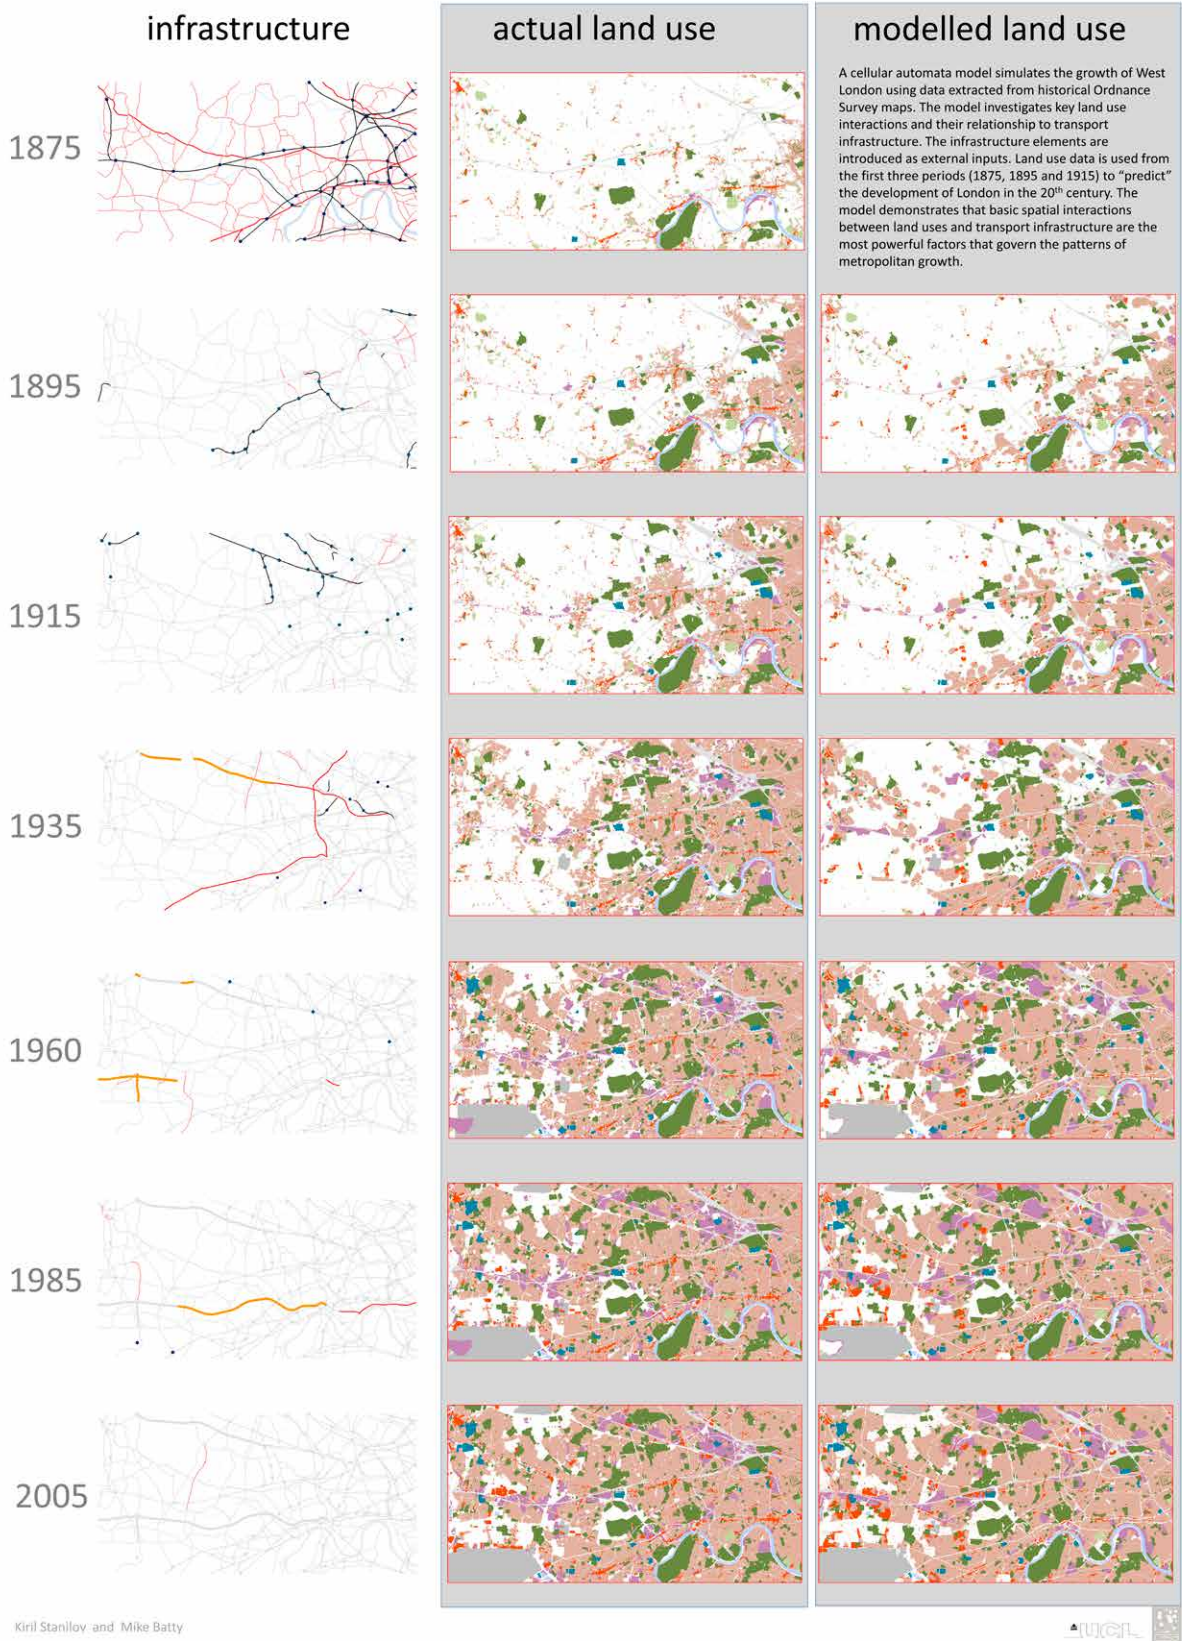 infrastructure
actual land use
modelled land use
A cellular automata model simulates the growth of West
London using data extracted from historical Ordnance
Survey maps. The model investigates key land use
interactions and their relationship to transport
infrastructure. The infrastructure elements are
introduced as external inputs. Land use data is used from
the first three periods (1875, 1895 and 1915) to “predict”
the development of London in the 20th century. The
model demonstrates that basic spatial interactions
between land uses and transport infrastructure are the
most powerful factors that govern the patterns of
metropolitan growth.
1875
1895
1915
1935
1960
1985
2005
Kiril Stanilov and Mike Batty
UCL